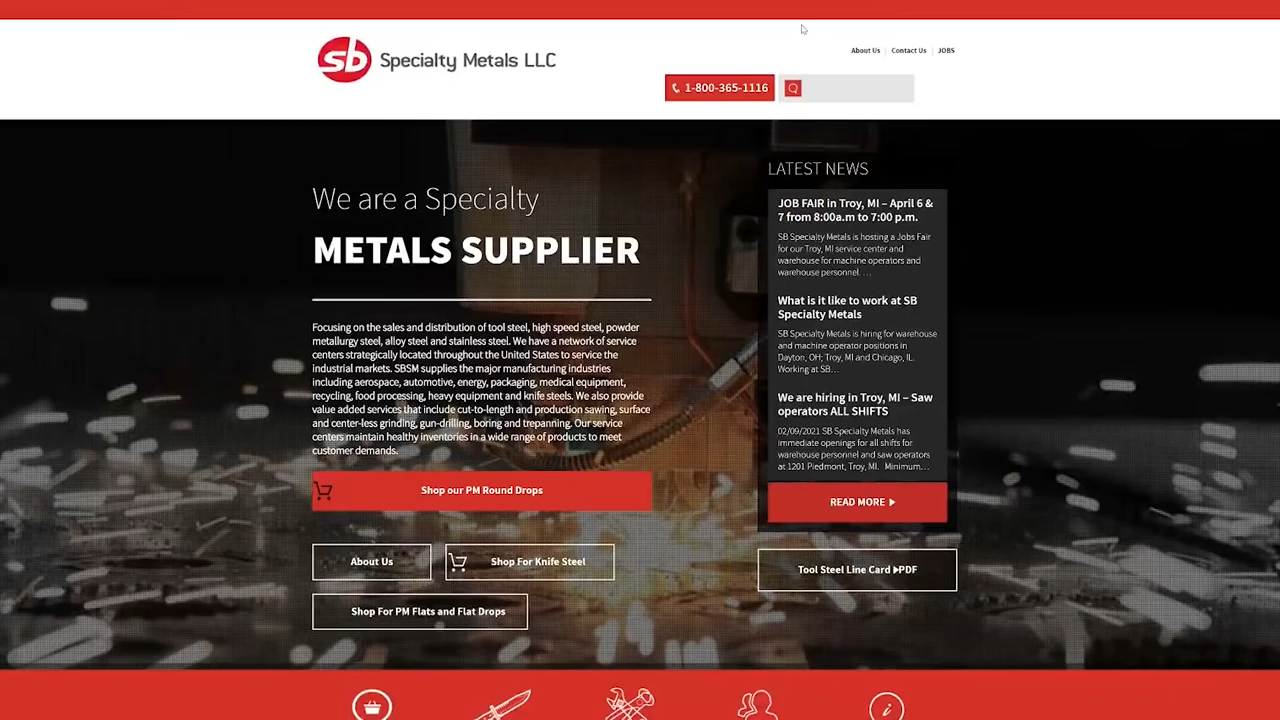 sb Specialty Metals LLC
About Us
Contact Us
JOBS
1-800-365-1116
We are a Specialty
METALS SUPPLIER
Focusing on the sales and distribution of tool steel, high speed steel, powder
metallurgy steel, alloy steel and stainless steel. We have a network of service
centers strategically located throughout the United States to service the
industrial markets. SBSM supplies the major manufacturing industries
including aerospace, automotive, energy, packaging, medical equipment,
recycling, food processing, heavy equipment and knife steels. We also provide
value added services that include cut-to-length and production sawing, surface
and center-less grinding, gun-drilling, boring and trepanning. Our service
centers maintain healthy inventories in a wide range of products to meet
customer demands.
Shop our PM Round Drops
About Us
Shop For Knife Steel
Shop For PM Flats and Flat Drops
LATEST NEWS
JOB FAIR in Troy, MI – April 6 &
7 from 8:00a.m to 7:00 p.m.
SB Specialty Metals is hosting a Jobs Fair
for our Troy, MI service center and
warehouse for machine operators and
warehouse personnel. …
What is it like to work at SB
Specialty Metals
SB Specialty Metals is hiring for warehouse
and machine operator positions in
Dayton, OH; Troy, MI and Chicago, IL.
Working at SB…
We are hiring in Troy, MI – Saw
operators ALL SHIFTS
02/09/2021 SB Specialty Metals has
immediate openings for all shifts for
warehouse personnel and saw operators
at 1201 Piedmont, Troy, MI. Minimum…
READ MORE
Tool Steel Line Card PDF